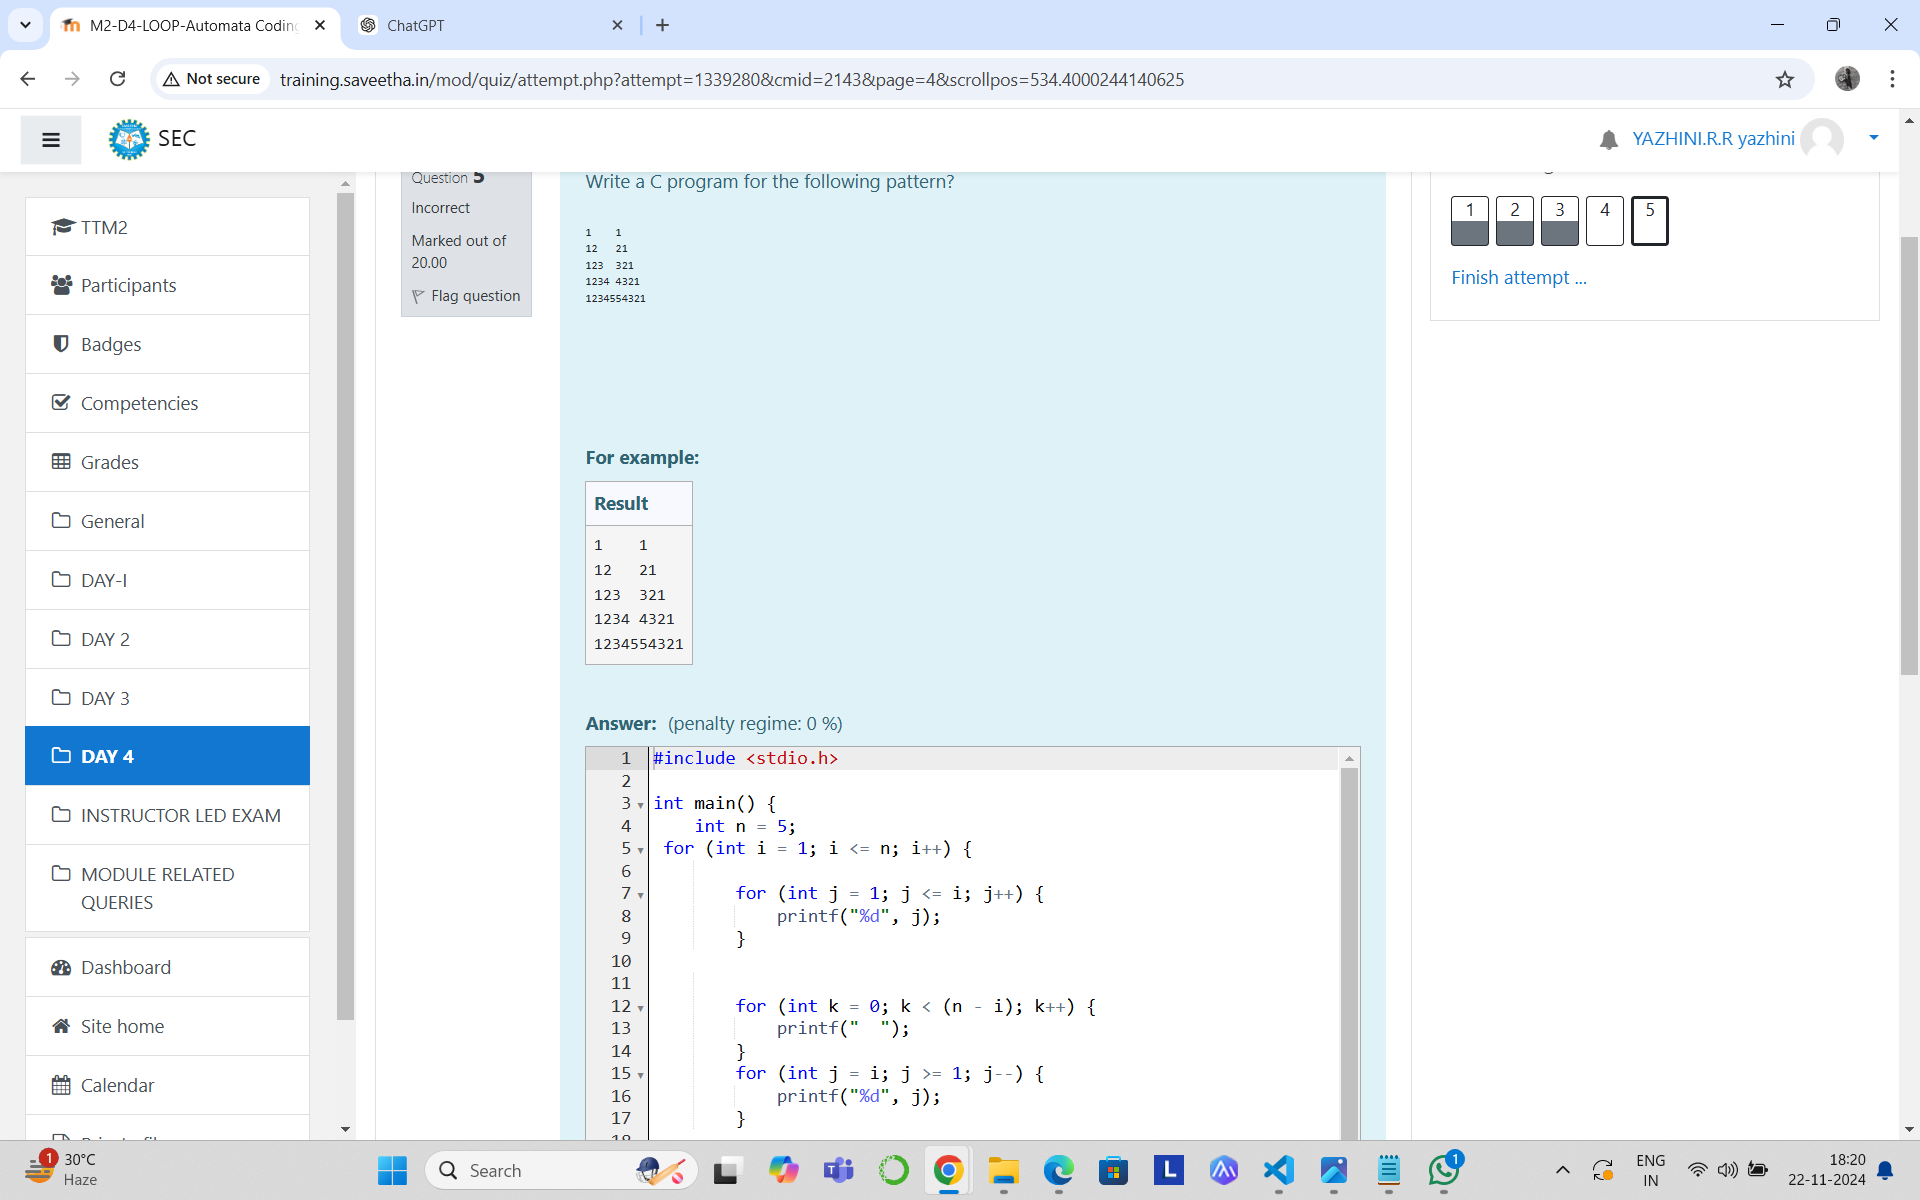 M2-D4-LOOP-Automata Coding
ChatGPT
Not secure
training.saveetha.in/mod/quiz/attempt.php?attempt=1339280&cmid=2143&page=4&scrollpos=534.4000244140625
SEC
YAZHINI.R.R yazhini
TTM2
Participants
Badges
Competencies
Grades
General
DAY-I
DAY 2
DAY 3
DAY 4
INSTRUCTOR LED EXAM
MODULE RELATED
QUERIES
Dashboard
Site home
Calendar
Question 5
Incorrect
Marked out of
20.00
Flag question
Write a C program for the following pattern?
1    1
12   21
123  321
1234 4321
1234554321
For example:
Result
1    1
12   21
123  321
1234 4321
1234554321
Answer: (penalty regime: 0 %)
1 #include <stdio.h>
2
3 int main() {
4     int n = 5;
5  for (int i = 1; i <= n; i++) {
6
7         for (int j = 1; j <= i; j++) {
8             printf("%d", j);
9         }
10
11
12         for (int k = 0; k < (n - i); k++) {
13             printf("  ");
14         }
15         for (int j = i; j >= 1; j--) {
16             printf("%d", j);
17         }
1 2 3 4 5
Finish attempt ...
1
30°C
Haze
Search
L
1
ENG
IN
18:20
22-11-2024